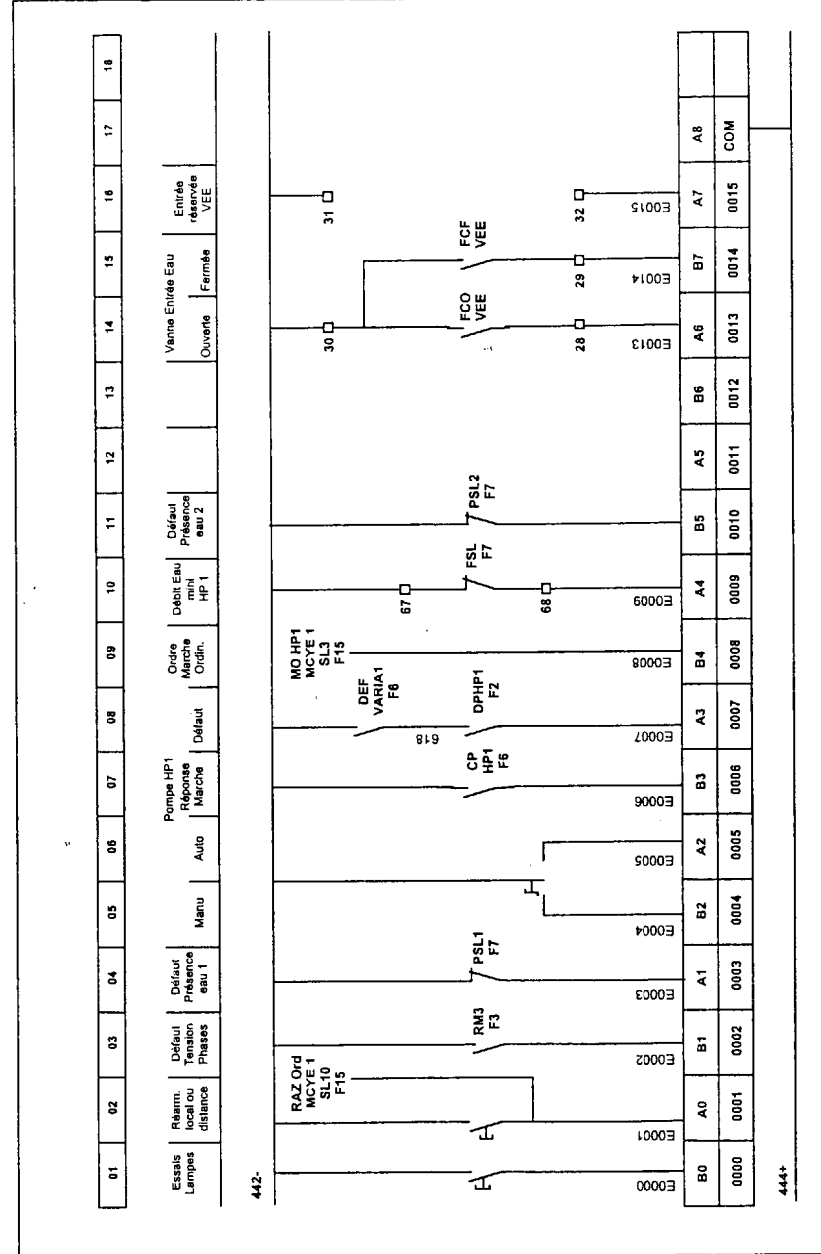 01 02 03 04 05 06 07 08 09 10 11 12 13 14 15 16 17 18
Essais
Lampes
Réarm.
local ou
distance
Défaut
Tension
Phases
Défaut
Présence
eau 1
Pompe HP1
Manu
Auto
Réponse
Marche
Défaut
Ordre
Marche
Ordin.
Débit Eau
mini
HP 1
Défaut
Présence
eau 2
Vanne Entrée Eau
Ouverte
Fermée
Entrée
réservée
VEE
442-
RAZ Ord
MCYE 1
SL10
F15
RM3
F3
PSL1
F7
CP
HP1
F6
DEF
VARIA1
F6
618
DPHP1
F2
MO HP1
MCYE 1
SL3
F15
67
FSL
F7
68
PSL2
F7
30
FCO
VEE
28
FCF
VEE
29
31
32
E0000
E0001
E0002
E0003
E0004
E0005
E0006
E0007
E0008
E0009
E0013
E0014
E0015
B0 A0 B1 A1 B2 A2 B3 A3 B4 A4 B5 A5 B6 A6 B7 A7 A8
0000 0001 0002 0003 0004 0005 0006 0007 0008 0009 0010 0011 0012 0013 0014 0015 COM
444+